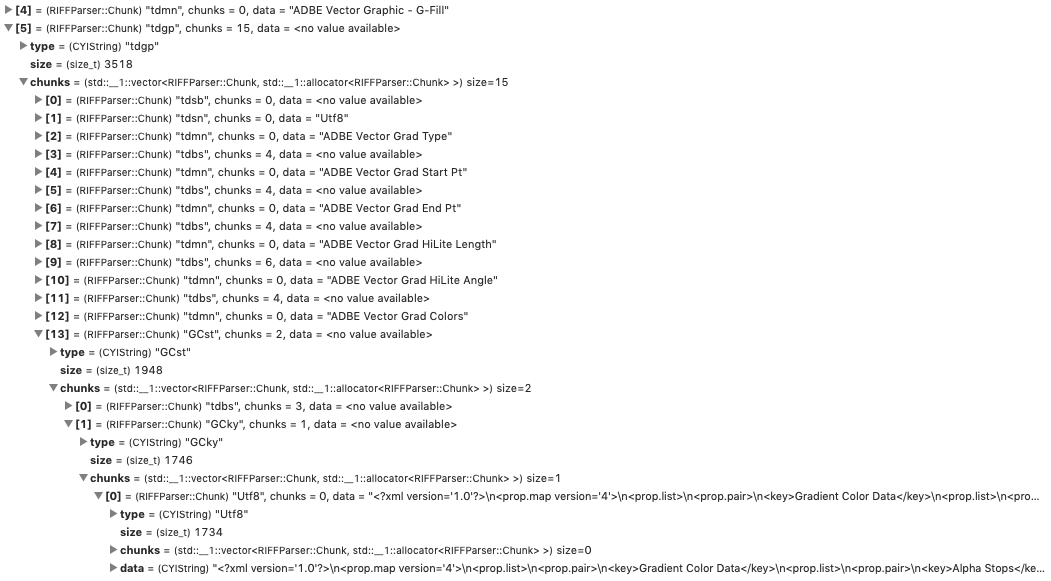 [4] = (RIFFParser::Chunk) "tdmn", chunks = 0, data = "ADBE Vector Graphic - G-Fill"
[5] = (RIFFParser::Chunk) "tdgp", chunks = 15, data = <no value available>
type = (CYIString) "tdgp"
size = (size_t) 3518
chunks = (std::__1::vector<RIFFParser::Chunk, std::__1::allocator<RIFFParser::Chunk> >) size=15
[0] = (RIFFParser::Chunk) "tdsb", chunks = 0, data = <no value available>
[1] = (RIFFParser::Chunk) "tdsn", chunks = 0, data = "Utf8"
[2] = (RIFFParser::Chunk) "tdmn", chunks = 0, data = "ADBE Vector Grad Type"
[3] = (RIFFParser::Chunk) "tdbs", chunks = 4, data = <no value available>
[4] = (RIFFParser::Chunk) "tdmn", chunks = 0, data = "ADBE Vector Grad Start Pt"
[5] = (RIFFParser::Chunk) "tdbs", chunks = 4, data = <no value available>
[6] = (RIFFParser::Chunk) "tdmn", chunks = 0, data = "ADBE Vector Grad End Pt"
[7] = (RIFFParser::Chunk) "tdbs", chunks = 4, data = <no value available>
[8] = (RIFFParser::Chunk) "tdmn", chunks = 0, data = "ADBE Vector Grad HiLite Length"
[9] = (RIFFParser::Chunk) "tdbs", chunks = 6, data = <no value available>
[10] = (RIFFParser::Chunk) "tdmn", chunks = 0, data = "ADBE Vector Grad HiLite Angle"
[11] = (RIFFParser::Chunk) "tdbs", chunks = 4, data = <no value available>
[12] = (RIFFParser::Chunk) "tdmn", chunks = 0, data = "ADBE Vector Grad Colors"
[13] = (RIFFParser::Chunk) "GCst", chunks = 2, data = <no value available>
type = (CYIString) "GCst"
size = (size_t) 1948
chunks = (std::__1::vector<RIFFParser::Chunk, std::__1::allocator<RIFFParser::Chunk> >) size=2
[0] = (RIFFParser::Chunk) "tdbs", chunks = 3, data = <no value available>
[1] = (RIFFParser::Chunk) "GCky", chunks = 1, data = <no value available>
type = (CYIString) "GCky"
size = (size_t) 1746
chunks = (std::__1::vector<RIFFParser::Chunk, std::__1::allocator<RIFFParser::Chunk> >) size=1
[0] = (RIFFParser::Chunk) "Utf8", chunks = 0, data = "<?xml version='1.0'?>\n<prop.map version='4'>\n<prop.list>\n<prop.pair>\n<key>Gradient Color Data</key>\n<prop.list>\n<pro...
type = (CYIString) "Utf8"
size = (size_t) 1734
chunks = (std::__1::vector<RIFFParser::Chunk, std::__1::allocator<RIFFParser::Chunk> >) size=0
data = (CYIString) "<?xml version='1.0'?>\n<prop.map version='4'>\n<prop.list>\n<prop.pair>\n<key>Gradient Color Data</key>\n<prop.list>\n<prop.pair>\n<key>Alpha Stops</ke...